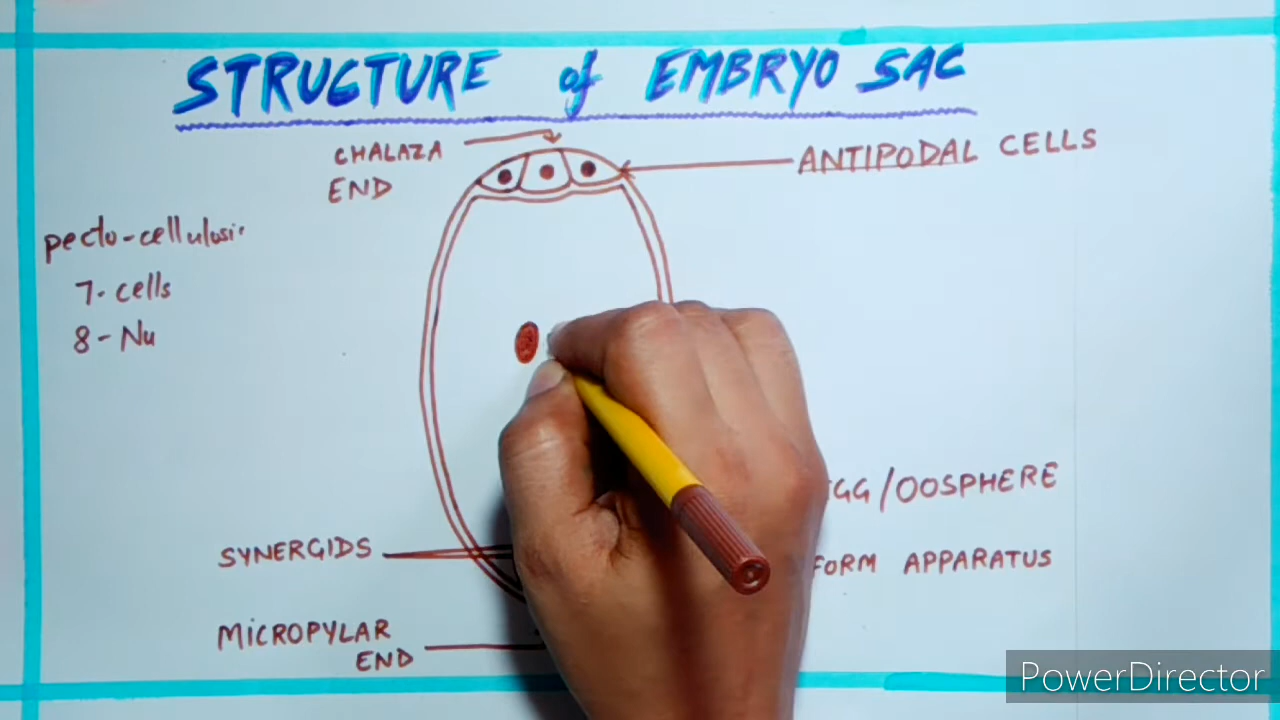 STRUCTURE of EMBRYO SAC
CHALAZA
END
ANTIPODAL CELLS
pecto-cellulosi
7- cells
8- Nu
GG/OOSPHERE
SYNERGIDS
FORM APPARATUS
MiCROPYLAR
END
PowerDirector